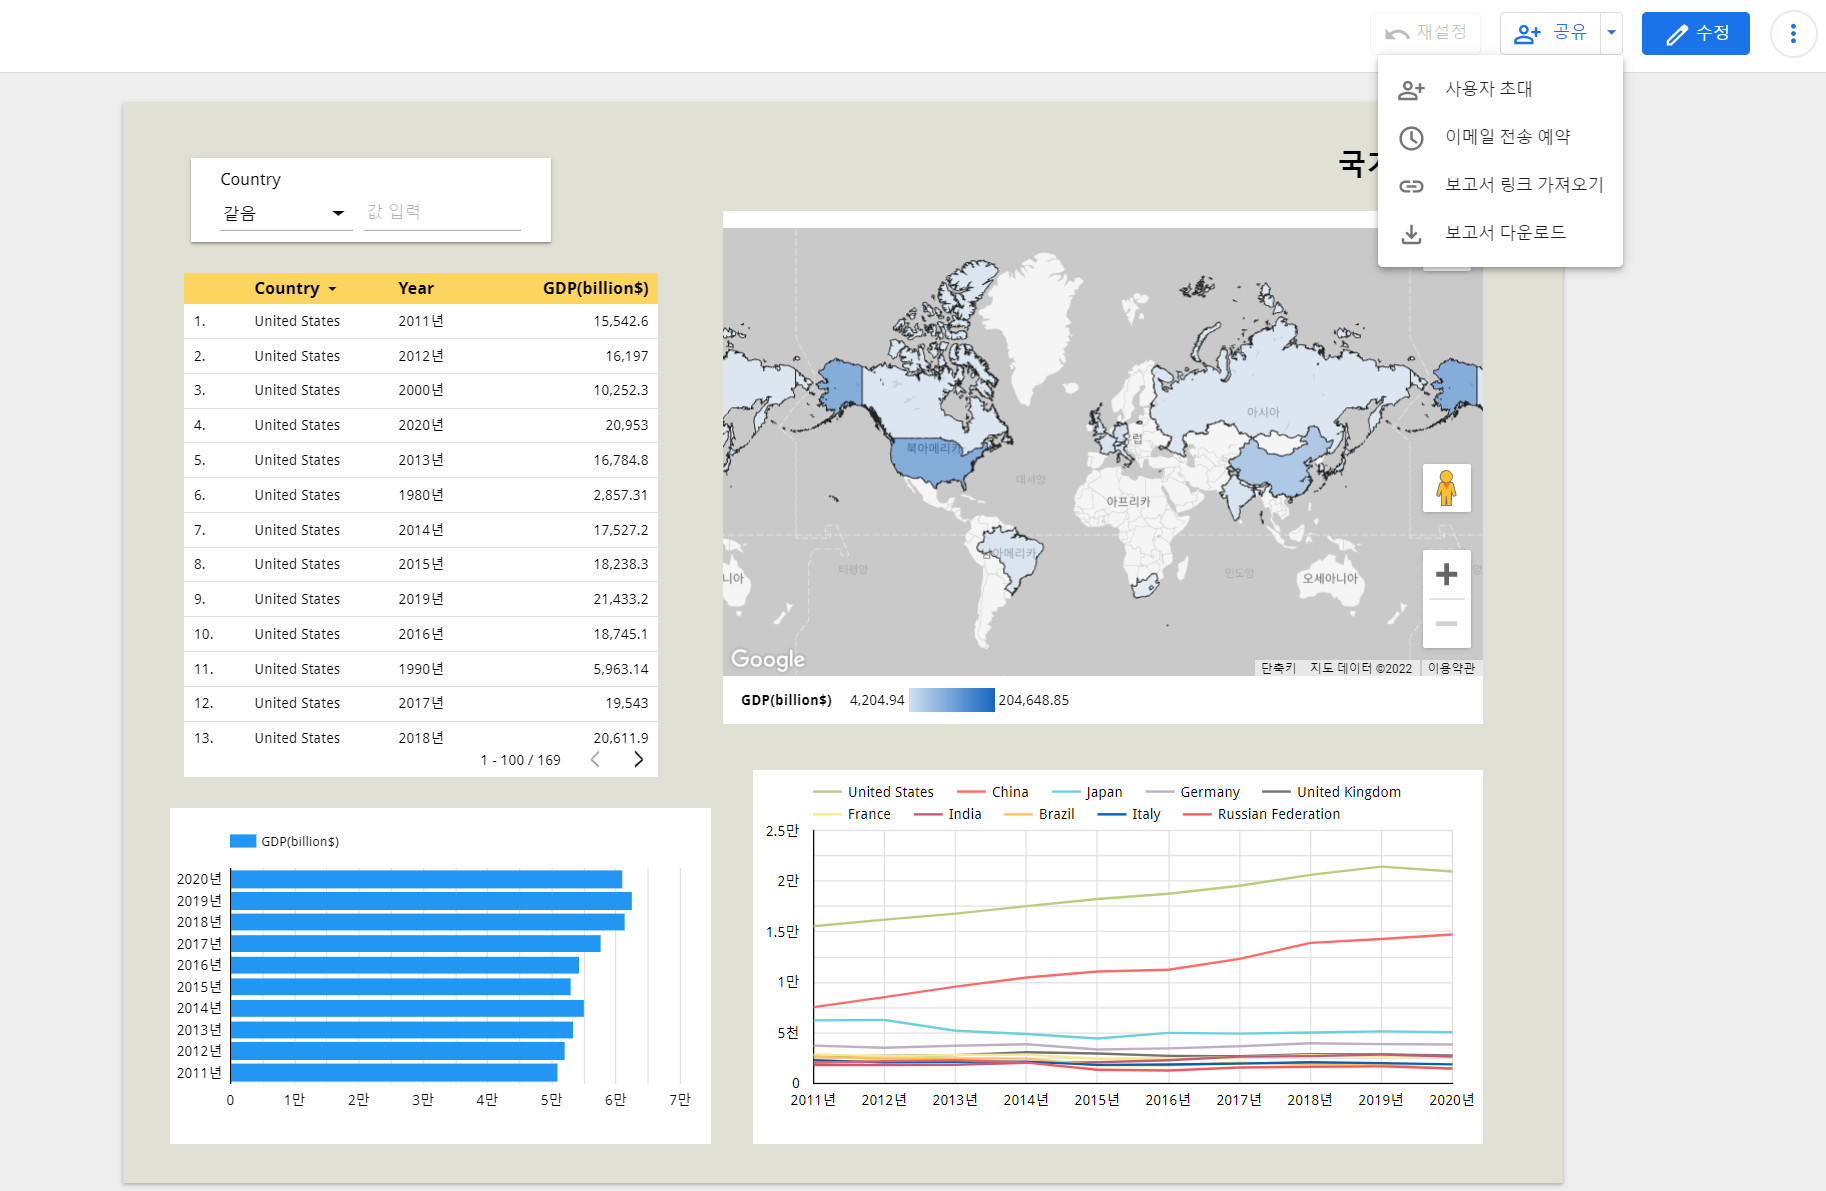 재설정
공유
수정
사용자 초대
이메일 전송 예약
보고서 링크 가져오기
보고서 다운로드
Country
같음
값 입력
Country Year GDP(billion$)
1. United States 2011년 15,542.6
2. United States 2012년 16,197
3. United States 2000년 10,252.3
4. United States 2020년 20,953
5. United States 2013년 16,784.8
6. United States 1980년 2,857.31
7. United States 2014년 17,527.2
8. United States 2015년 18,238.3
9. United States 2019년 21,433.2
10. United States 2016년 18,745.1
11. United States 1990년 5,963.14
12. United States 2017년 19,543
13. United States 2018년 20,611.9
1 - 100 / 169
아시아
북아메리카
럽
대서양
아프리카
남아메리카
태평양
인도양
니아
오세아니아
양
Google
단축키 지도 데이터 ©2022 이용약관
GDP(billion$) 4,204.94 204,648.85
GDP(billion$)
2020년
2019년
2018년
2017년
2016년
2015년
2014년
2013년
2012년
2011년
0 1만 2만 3만 4만 5만 6만 7만
United States China Japan Germany United Kingdom
France India Brazil Italy Russian Federation
2.5만
2만
1.5만
1만
5천
0
2011년 2012년 2013년 2014년 2015년 2016년 2017년 2018년 2019년 2020년